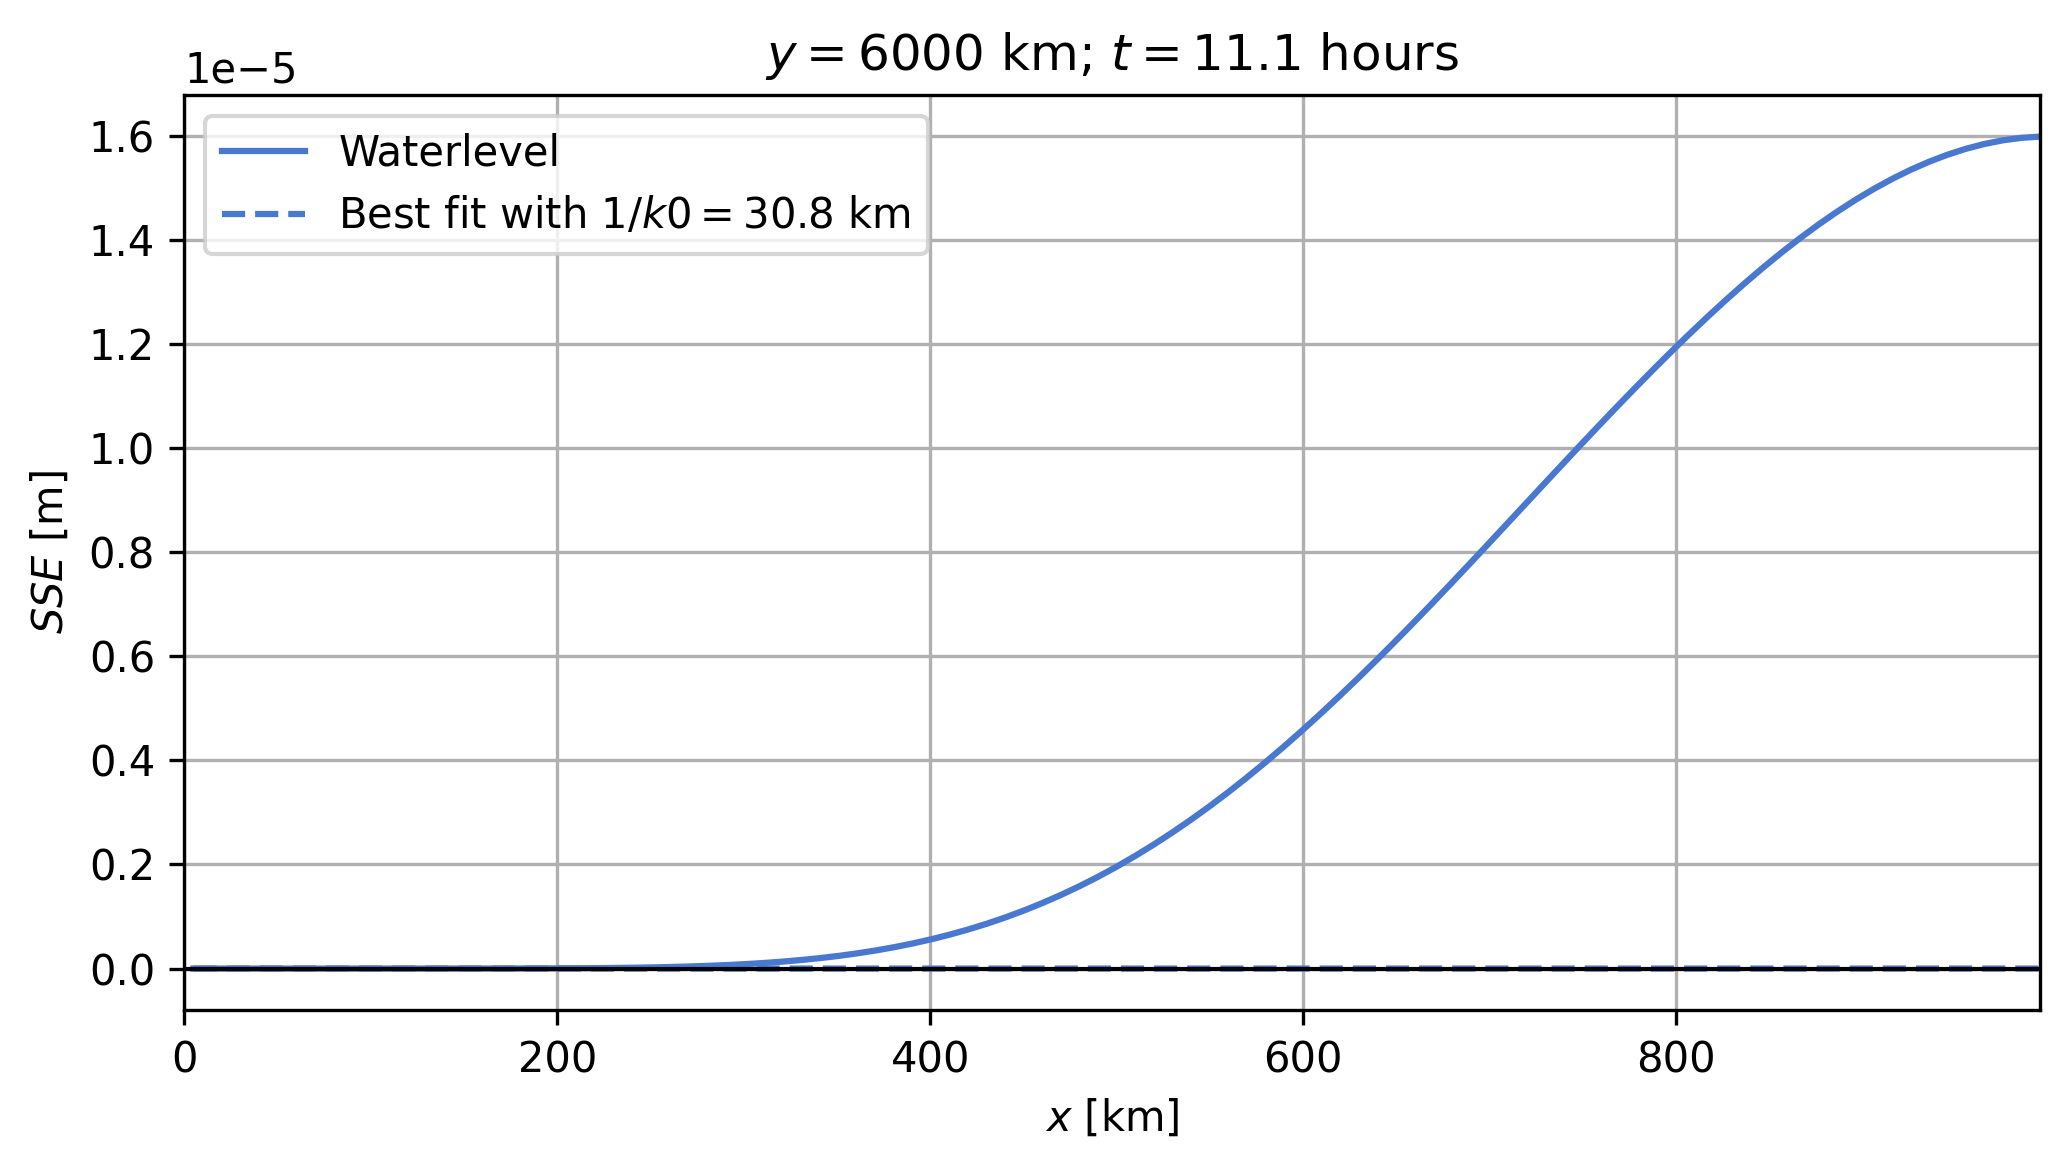 y = 6000 km; t = 11.1 hours
1e−5
Waterlevel
Best fit with 1/k0 = 30.8 km
1.6
1.4
1.2
1.0
0.8
0.6
0.4
0.2
0.0
SSE [m]
0 200 400 600 800
x [km]